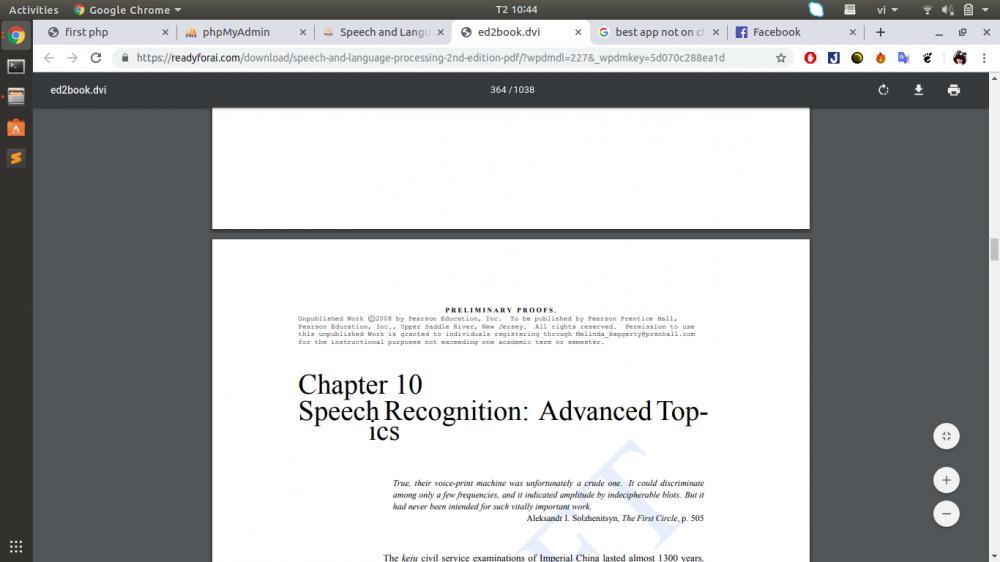 Activities Google Chrome T2 10:44 vi
first php phpMyAdmin Speech and Langu ed2book.dvi best app not on ch Facebook
https://readyforai.com/download/speech-and-language-processing-2nd-edition-pdf/?wpdmdl=227&_wpdmkey=5d070c288ea1d
ed2book.dvi 364 / 1038
PRELIMINARY PROOFS.
Unpublished Work ©2008 by Pearson Education, Inc. To be published by Pearson Prentice Hall,
Pearson Education, Inc., Upper Saddle River, New Jersey. All rights reserved. Permission to use
this unpublished Work is granted to individuals registering through Melinda_Haggerty@prenhall.com
for the instructional purposes not exceeding one academic term or semester.
Chapter 10
Speech Recognition: Advanced Top-
ics
True, their voice-print machine was unfortunately a crude one. It could discriminate
among only a few frequencies, and it indicated amplitude by indecipherable blots. But it
had never been intended for such vitally important work.
Aleksandr I. Solzhenitsyn, The First Circle, p. 505
The keju civil service examinations of Imperial China lasted almost 1300 years,